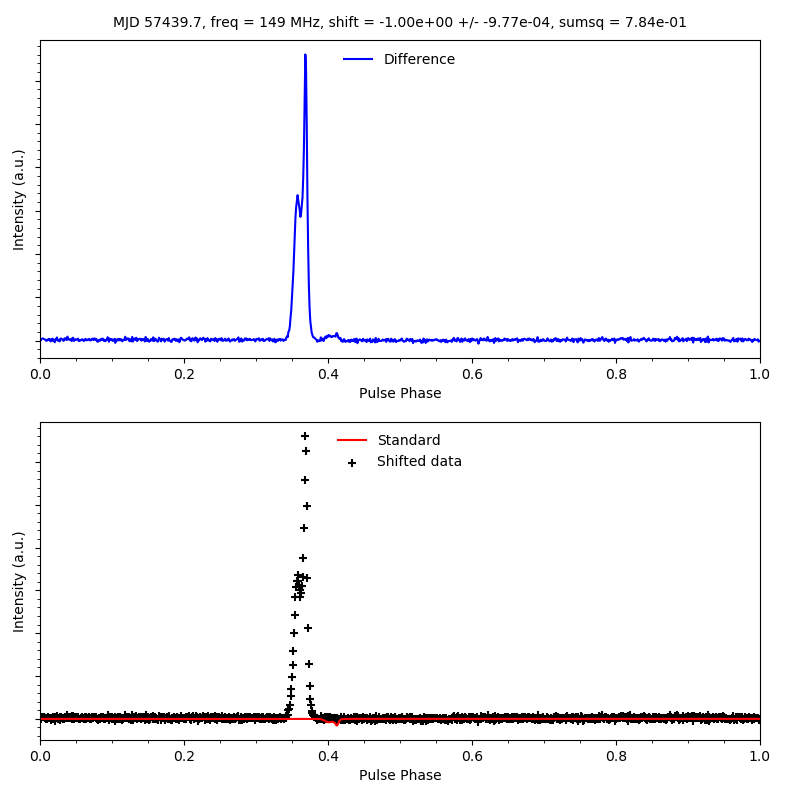 MJD 57439.7, freq = 149 MHz, shift = -1.00e+00 +/- -9.77e-04, sumsq = 7.84e-01
Difference
Intensity (a.u.)
0.0 0.2 0.4 0.6 0.8 1.0
Pulse Phase
Standard
Shifted data
Intensity (a.u.)
0.0 0.2 0.4 0.6 0.8 1.0
Pulse Phase